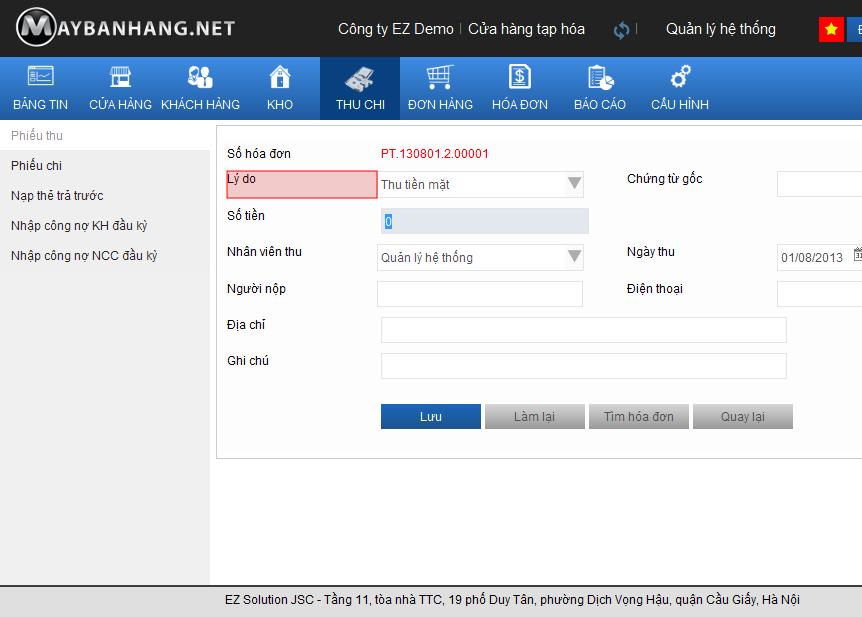 MAYBANHANG.NET Công ty EZ Demo Cửa hàng tạp hóa Quản lý hệ thống
BẢNG TIN CỬA HÀNG KHÁCH HÀNG KHO THU CHI ĐƠN HÀNG HÓA ĐƠN BÁO CÁO CẤU HÌNH
Phiếu thu
Phiếu chi
Nạp thẻ trả trước
Nhập công nợ KH đầu kỳ
Nhập công nợ NCC đầu kỳ
Số hóa đơn PT.130801.2.00001
Lý do Thu tiền mặt Chứng từ gốc
Số tiền 0
Nhân viên thu Quản lý hệ thống Ngày thu 01/08/2013
Người nộp Điện thoại
Địa chỉ
Ghi chú
Lưu Làm lại Tìm hóa đơn Quay lại
EZ Solution JSC - Tầng 11, tòa nhà TTC, 19 phố Duy Tân, phường Dịch Vọng Hậu, quận Cầu Giấy, Hà Nội